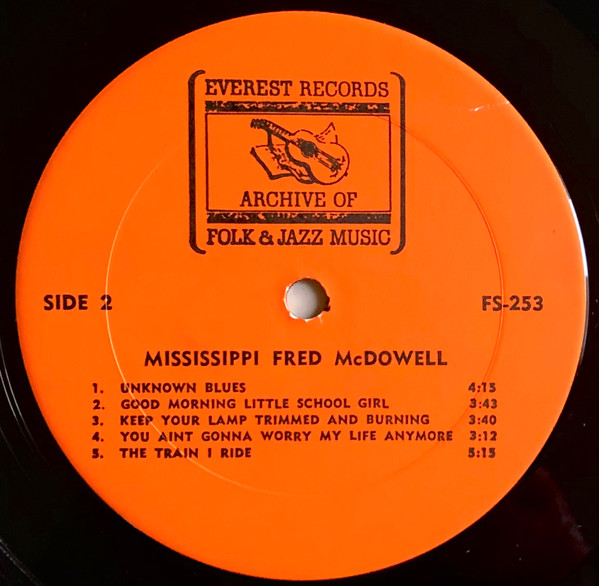 EVEREST RECORDS
ARCHIVE OF
FOLK & JAZZ MUSIC
SIDE 2 FS-253
MISSISSIPPI FRED McDOWELL
1. UNKNOWN BLUES 4:15
2. GOOD MORNING LITTLE SCHOOL GIRL 3:43
3. KEEP YOUR LAMP TRIMMED AND BURNING 3:40
4. YOU AINT GONNA WORRY MY LIFE ANYMORE 3:12
5. THE TRAIN I RIDE 5:15